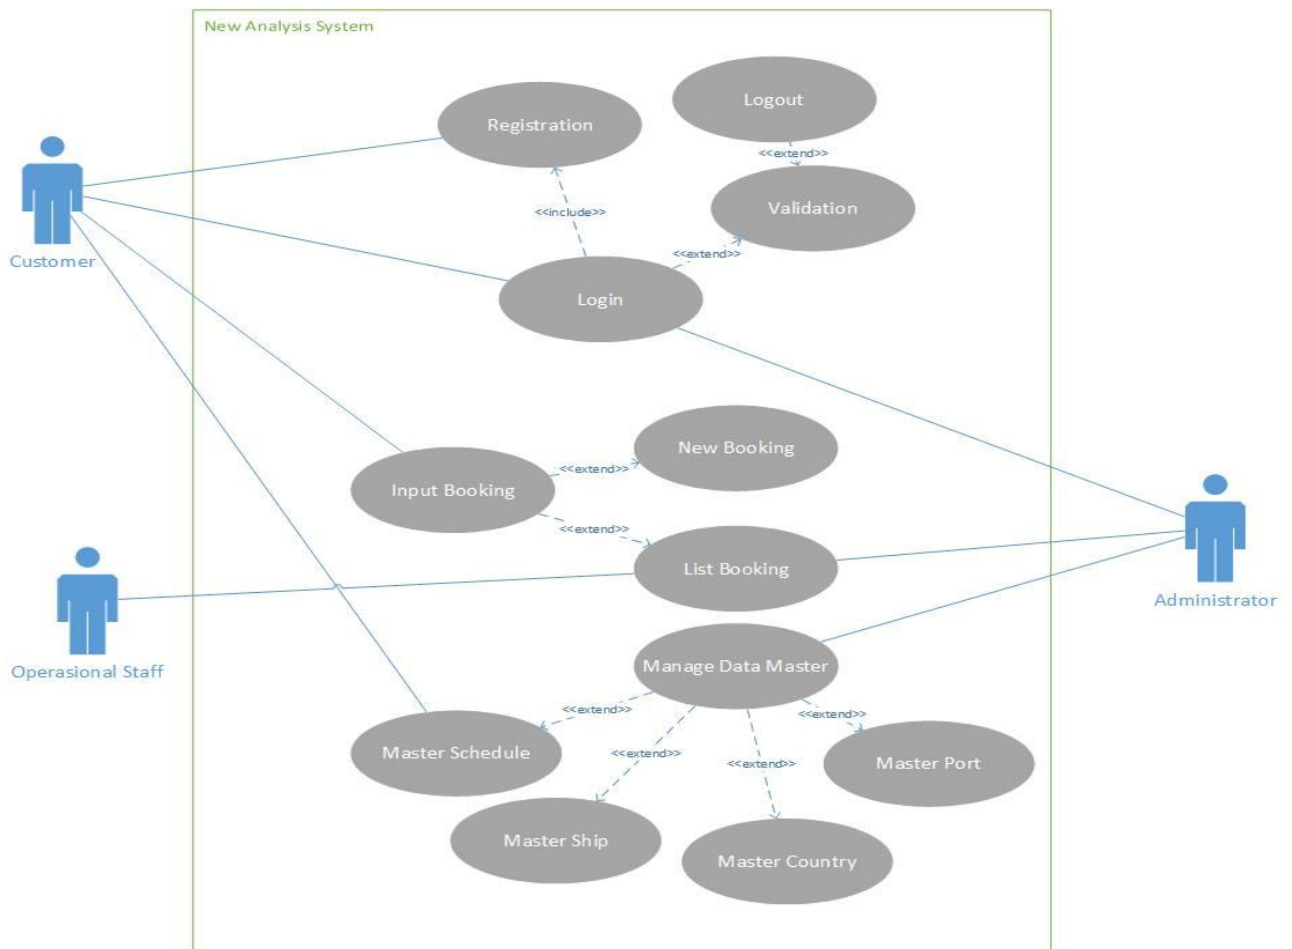 New Analysis System
Logout
Registration
<<extend>>
Validation
<<include>>
<<extend>>
Customer
Login
New Booking
<<extend>>
Input Booking
<<extend>>
List Booking
Administrator
Operasional Staff
Manage Data Master
<<extend>>
<<extend>>
Master Schedule
<<extend>>
<<extend>>
Master Port
Master Ship
Master Country